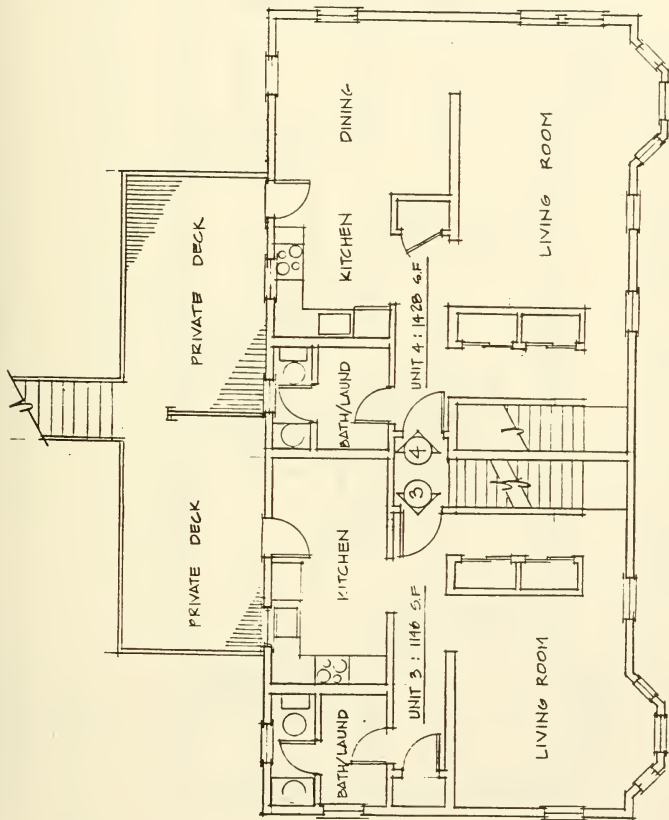 PRIVATE DECK
PRIVATE DECK
BATH/LAUND
KITCHEN
BATH/LAUND
KITCHEN
DINING
UNIT 3 : 1146 S.F
3
4
UNIT 4 : 1428 S.F
LIVING ROOM
LIVING ROOM